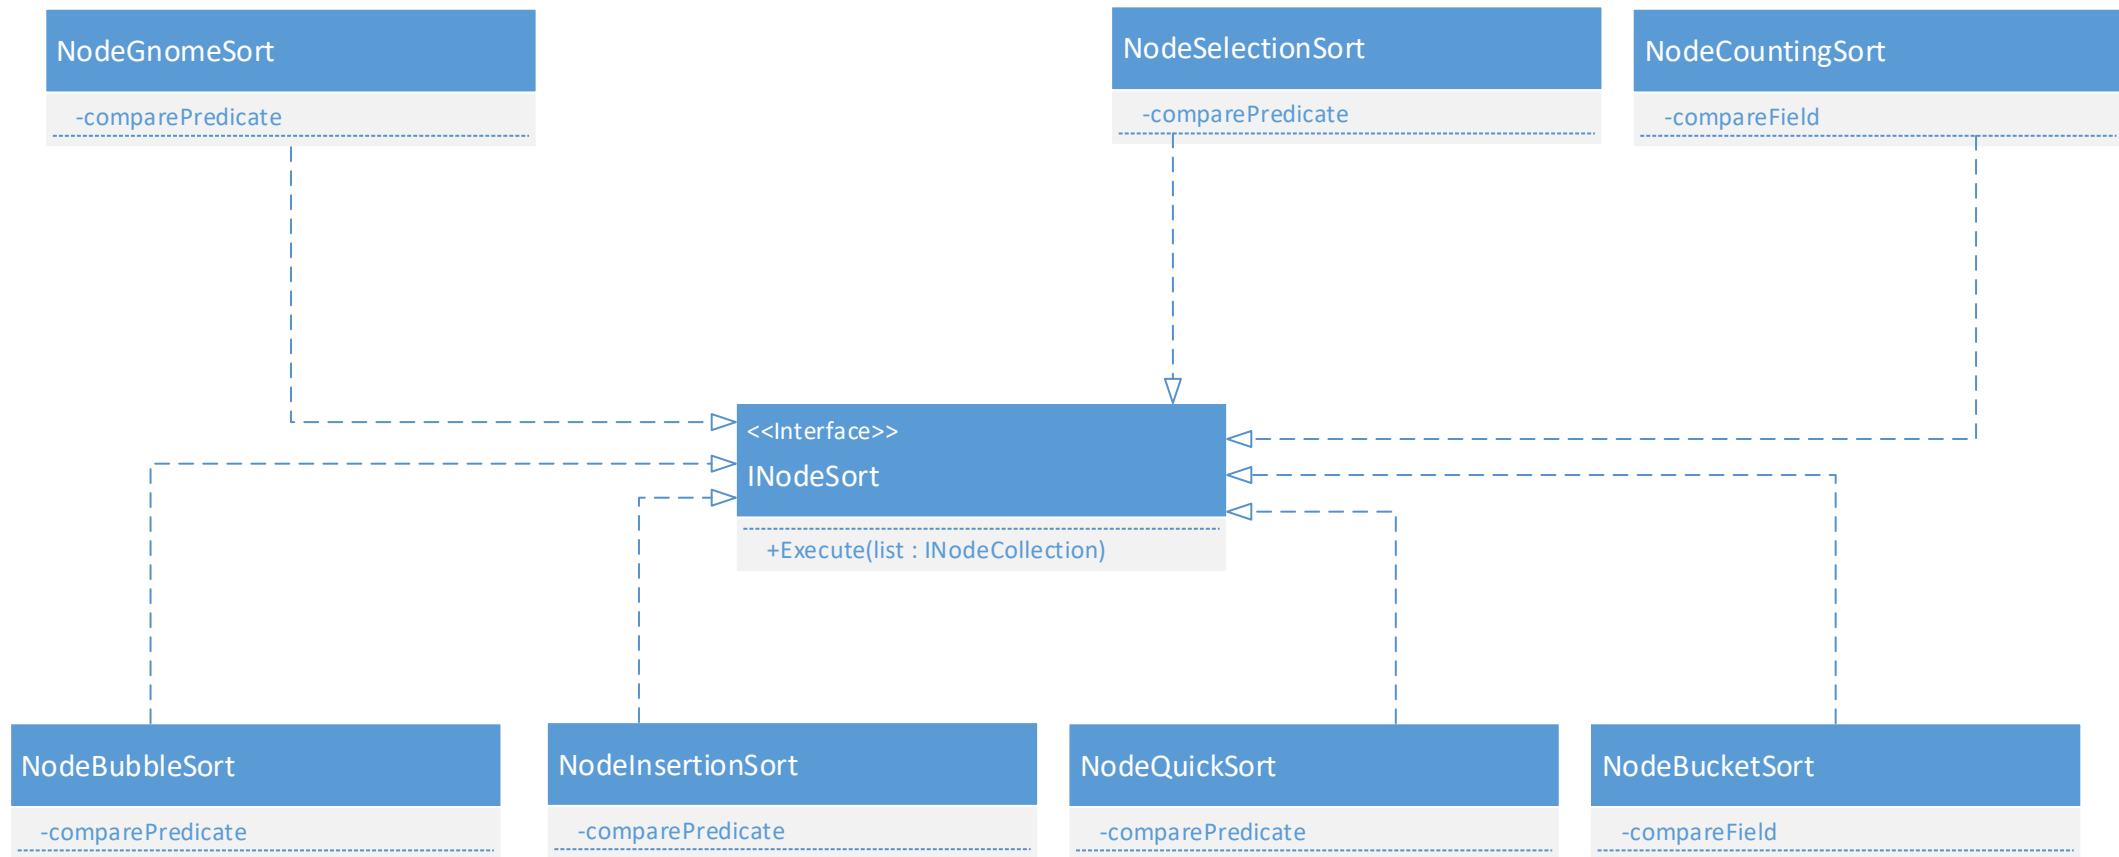 NodeGnomeSort
-comparePredicate
NodeSelectionSort
-comparePredicate
NodeCountingSort
-compareField
<<Interface>>
INodeSort
+Execute(list : INodeCollection)
NodeBubbleSort
-comparePredicate
NodeInsertionSort
-comparePredicate
NodeQuickSort
-comparePredicate
NodeBucketSort
-compareField